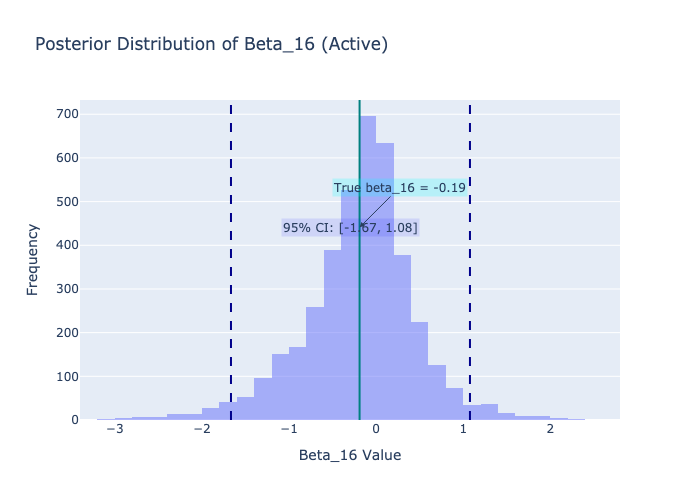 Posterior Distribution of Beta_16 (Active)
700
600
500
400
300
200
100
0
Frequency
True beta_16 = -0.19
95% CI: [-1.67, 1.08]
−3
−2
−1
0
1
2
Beta_16 Value